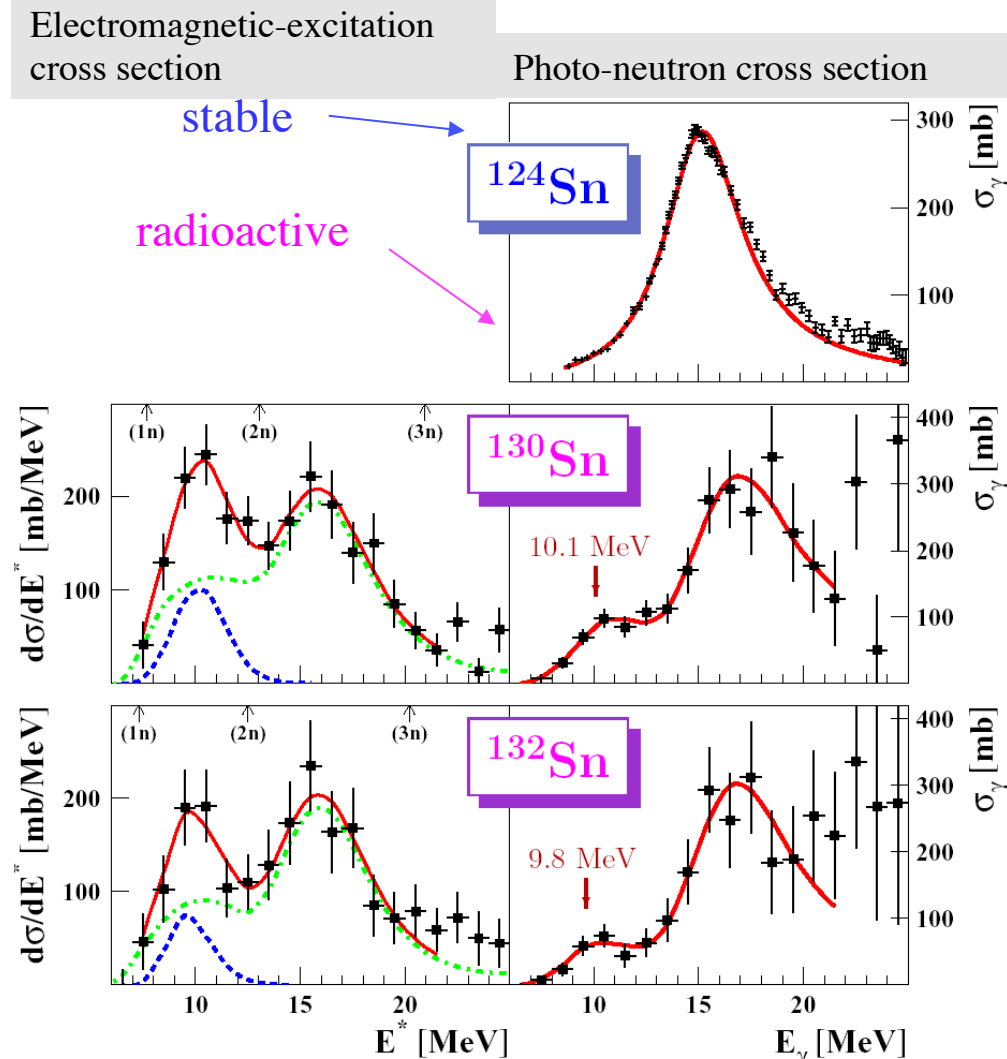 Electromagnetic-excitation
cross section
Photo-neutron cross section
stable
radioactive
¹²⁴Sn
300
200
100
σγ [mb]
(1n)
(2n)
(3n)
200
100
dσ/dE* [mb/MeV]
¹³⁰Sn
10.1 MeV
400
300
200
100
σγ [mb]
(1n)
(2n)
(3n)
200
100
dσ/dE* [mb/MeV]
¹³²Sn
9.8 MeV
400
300
200
100
σγ [mb]
10 15 20
E* [MeV]
10 15 20
Eγ [MeV]